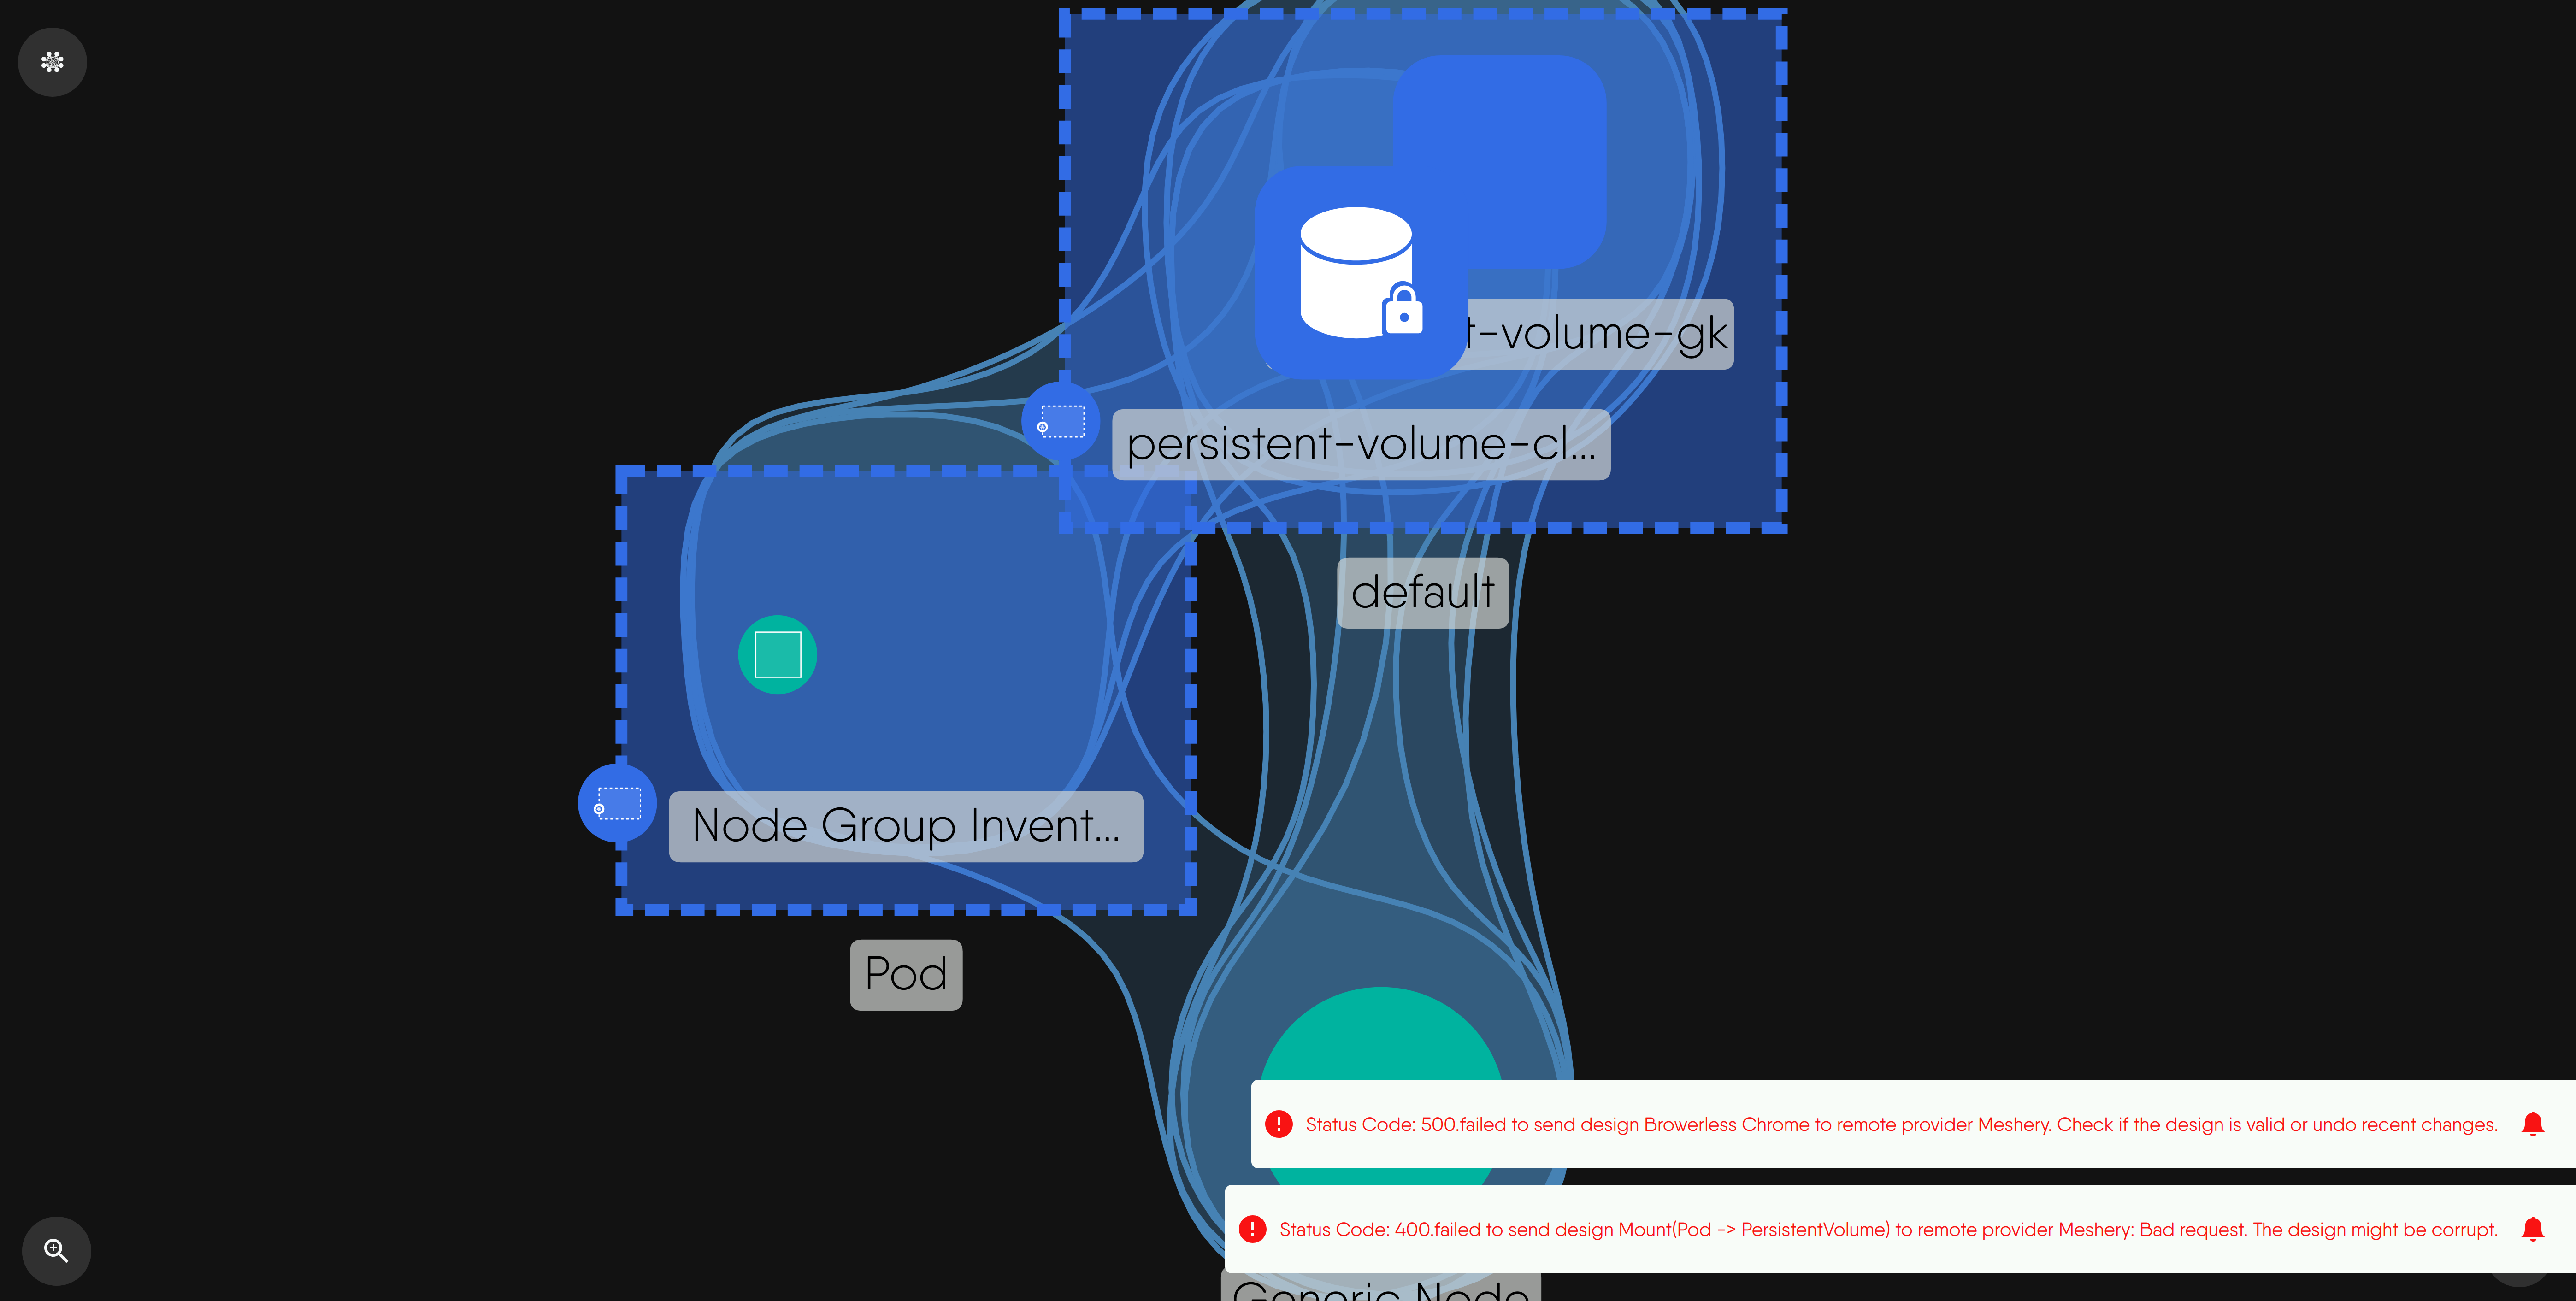 t-volume-gk
persistent-volume-cl...
default
Node Group Invent...
Pod
Status Code: 500.failed to send design Browerless Chrome to remote provider Meshery. Check if the design is valid or undo recent changes.
Status Code: 400.failed to send design Mount(Pod -> PersistentVolume) to remote provider Meshery: Bad request. The design might be corrupt.
Generic Node